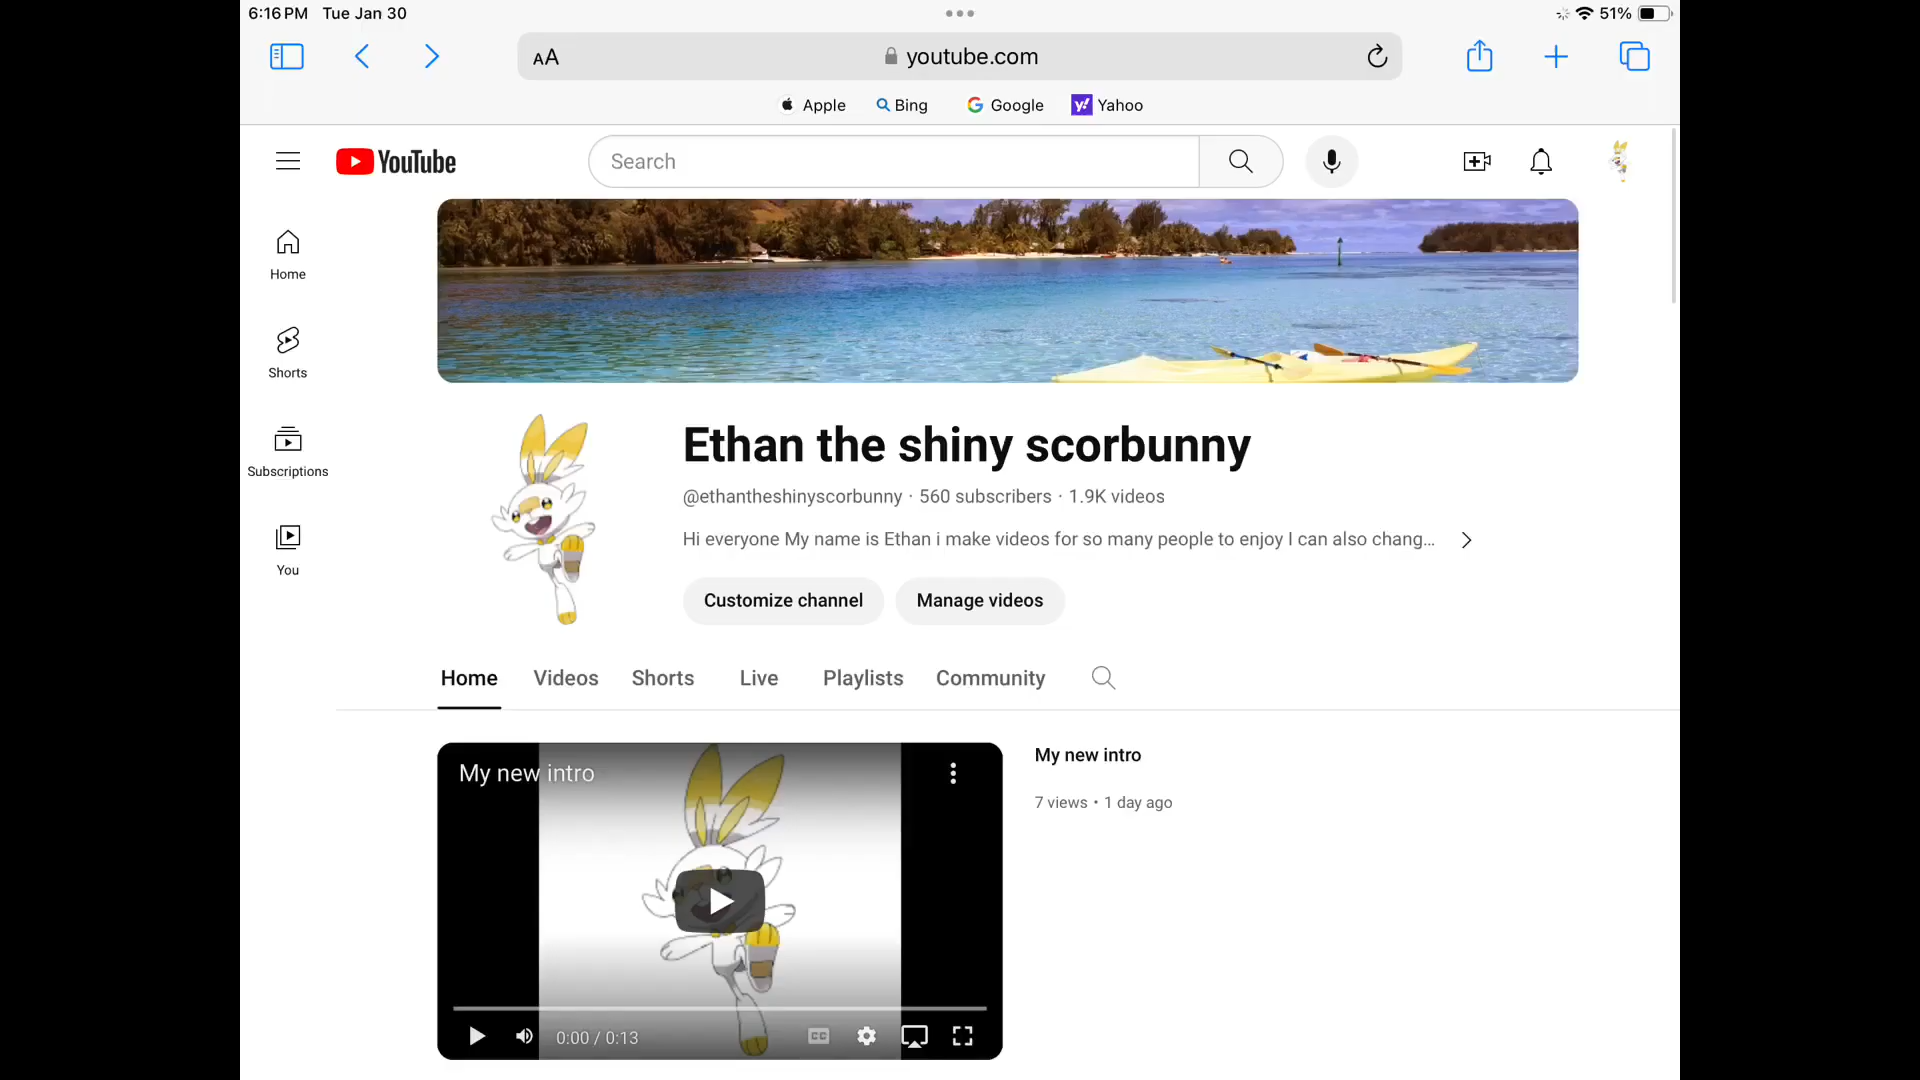 6:16 PM Tue Jan 30
51%
AA
youtube.com
Apple
Bing
Google
Yahoo
YouTube
Search
Home
Shorts
Subscriptions
You
Ethan the shiny scorbunny
@ethantheshinyscorbunny · 560 subscribers · 1.9K videos
Hi everyone My name is Ethan i make videos for so many people to enjoy I can also chang...
Customize channel
Manage videos
Home
Videos
Shorts
Live
Playlists
Community
My new intro
0:00 / 0:13
CC
My new intro
7 views • 1 day ago